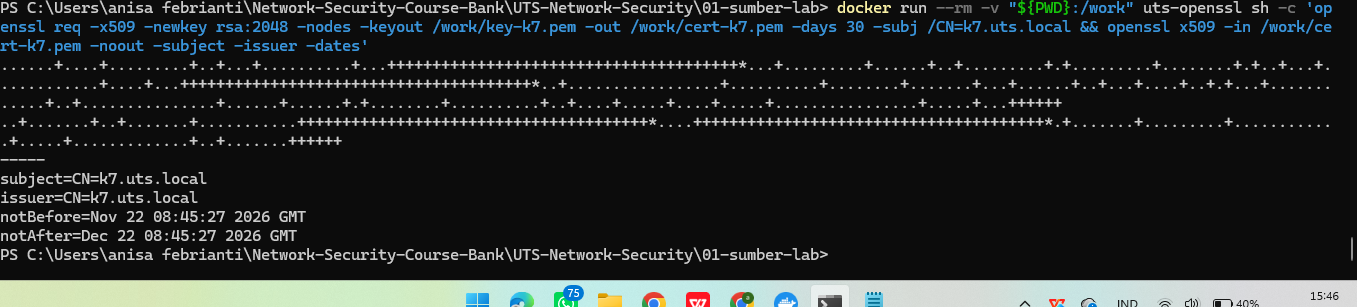 PS C:\Users\anisa febrianti\Network-Security-Course-Bank\UTS-Network-Security\01-sumber-lab> docker run --rm -v "${PWD}:/work" uts-openssl sh -c 'op
enssl req -x509 -newkey rsa:2048 -nodes -keyout /work/key-k7.pem -out /work/cert-k7.pem -days 30 -subj /CN=k7.uts.local && openssl x509 -in /work/ce
rt-k7.pem -noout -subject -issuer -dates'
-----
subject=CN=k7.uts.local
issuer=CN=k7.uts.local
notBefore=Nov 22 08:45:27 2026 GMT
notAfter=Dec 22 08:45:27 2026 GMT
PS C:\Users\anisa febrianti\Network-Security-Course-Bank\UTS-Network-Security\01-sumber-lab>
75
IND
40%
15:46